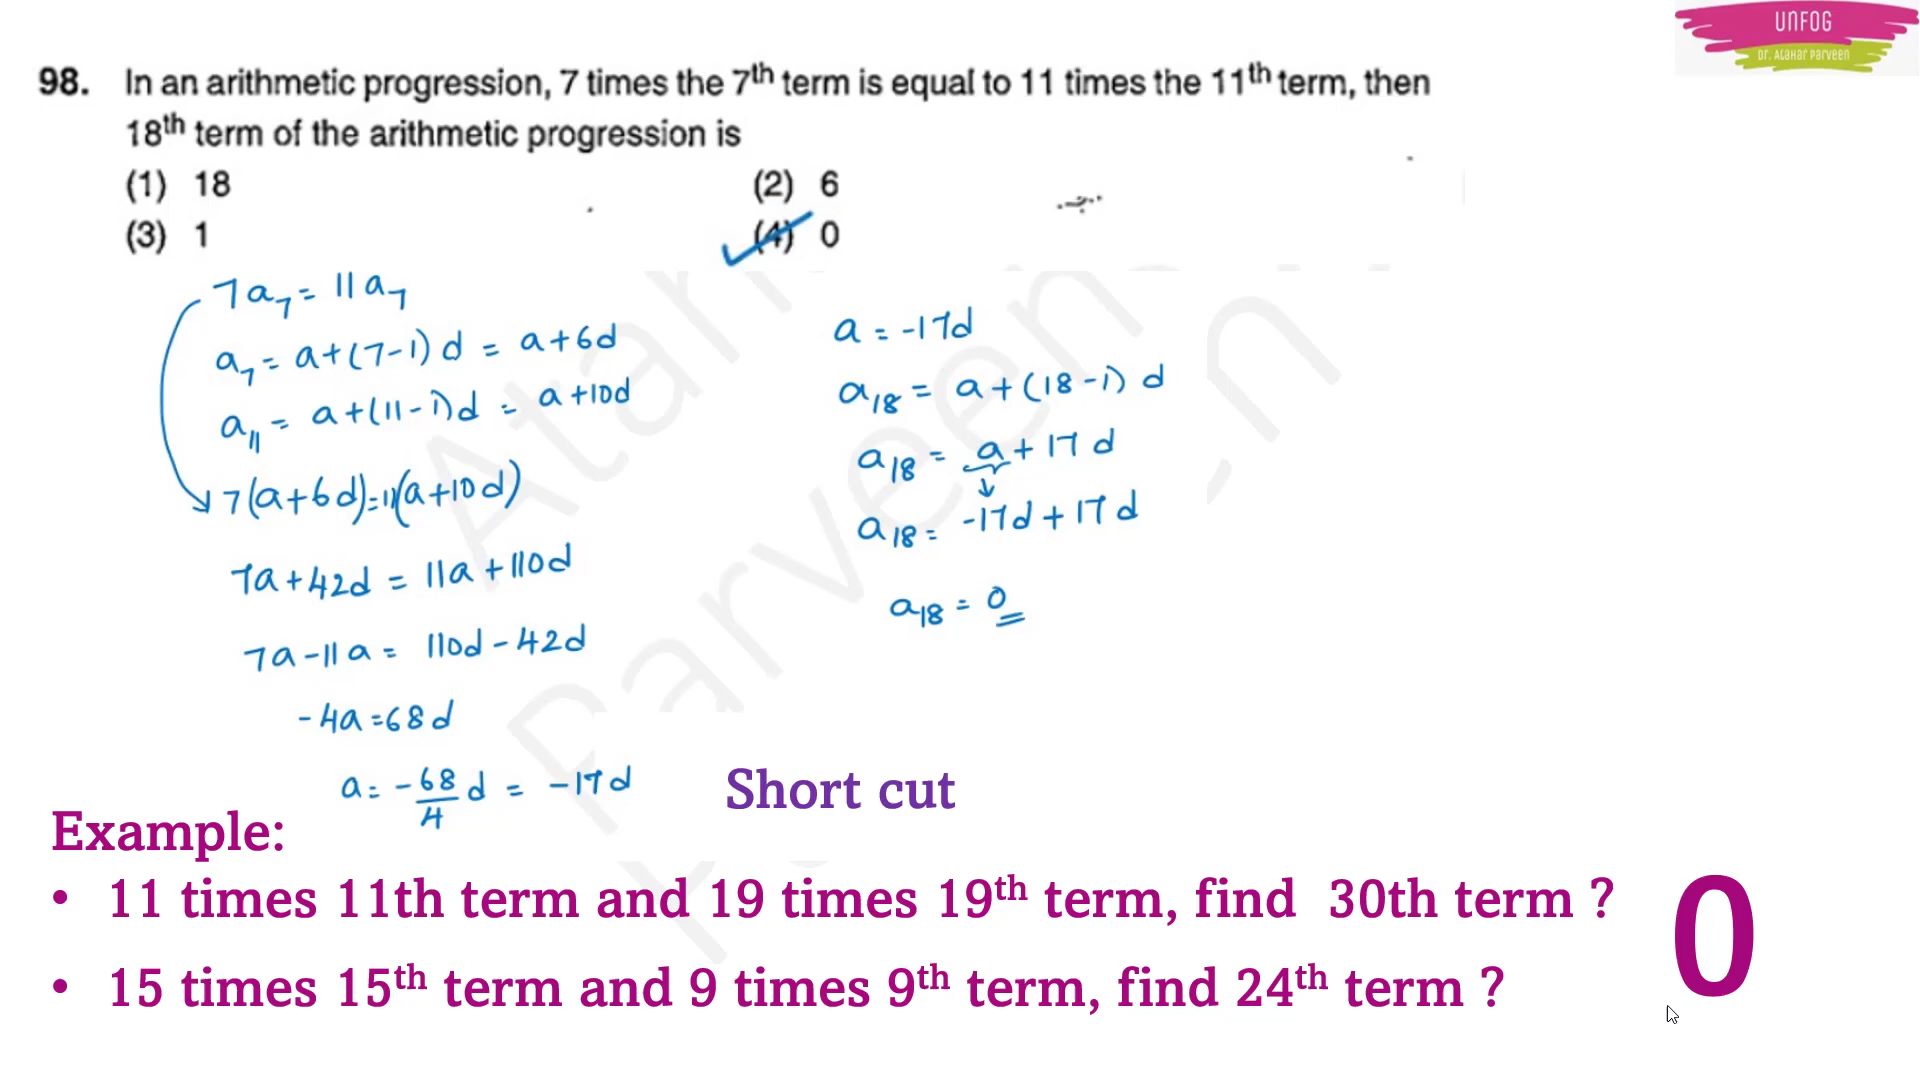 UNFOG
Dr. Atahar Parveen
98. In an arithmetic progression, 7 times the 7th term is equal to 11 times the 11th term, then
18th term of the arithmetic progression is
(1) 18 (2) 6
(3) 1 (4) 0
7a₇ = 11a₇
a₇ = a+(7-1)d = a+6d
a₁₁ = a+(11-1)d = a+10d
7(a+6d)=11(a+10d)
7a+42d = 11a+110d
7a-11a = 110d-42d
-4a=68d
a = -68/4 d = -17d
a = -17d
a₁₈ = a+(18-1)d
a₁₈ = a+17d
a₁₈ = -17d+17d
a₁₈ = 0
Atahar
Parveen
Short cut
Example:
• 11 times 11th term and 19 times 19th term, find 30th term ?
• 15 times 15th term and 9 times 9th term, find 24th term ?
0